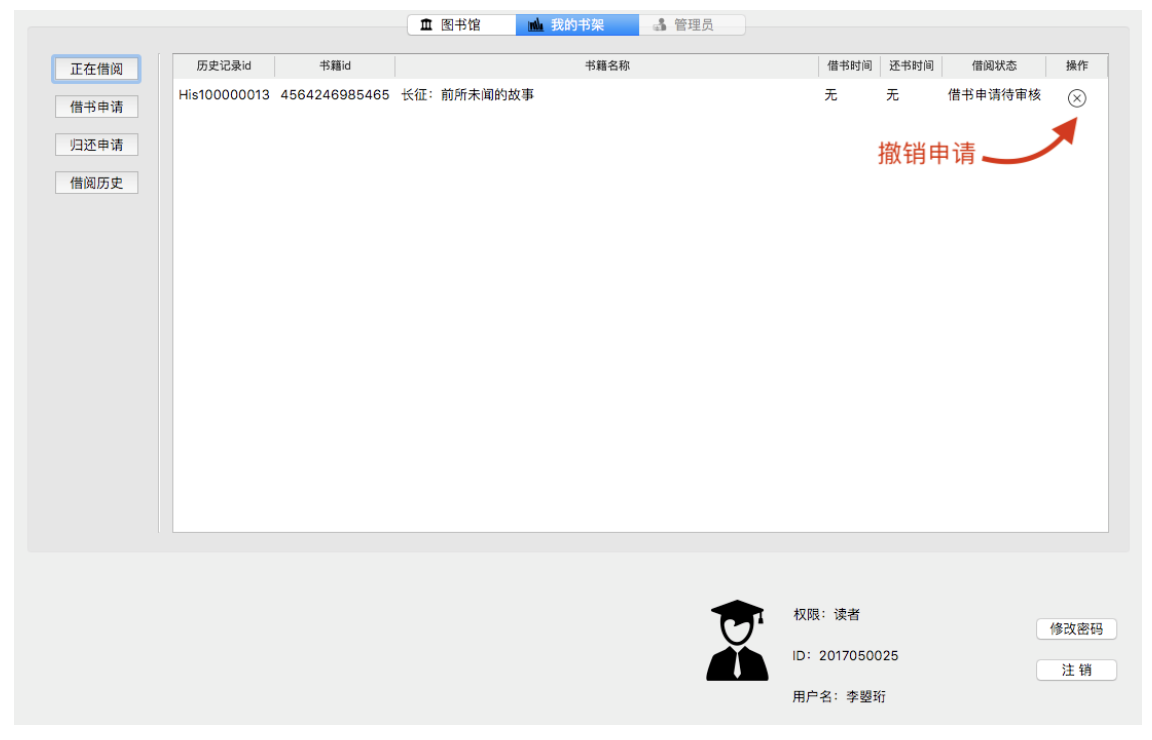 图书馆 我的书架 管理员
正在借阅
借书申请
归还申请
借阅历史
历史记录id 书籍id 书籍名称 借书时间 还书时间 借阅状态 操作
His100000013 4564246985465 长征：前所未闻的故事 无 无 借书申请待审核
撤销申请
权限：读者
ID：2017050025
用户名：李曌珩
修改密码
注 销